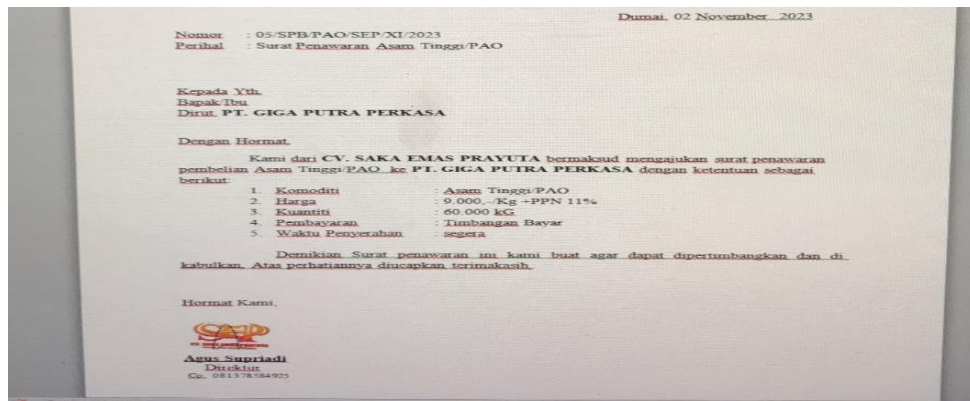 Dumai, 02 November 2023
Nomor : 05/SPB/PAO/SEP/XI/2023
Perihal : Surat Penawaran Asam Tinggi/PAO
Kepada Yth.
Bapak/Ibu
Dirut. PT. GIGA PUTRA PERKASA
Dengan Hormat,
Kami dari CV. SAKA EMAS PRAYUTA bermaksud mengajukan surat penawaran
pembelian Asam Tinggi/PAO ke PT. GIGA PUTRA PERKASA dengan ketentuan sebagai
berikut:
1. Komoditi : Asam Tinggi/PAO
2. Harga : 9.000,-/Kg +PPN 11%
3. Kuantiti : 60.000 kG
4. Pembayaran : Timbangan Bayar
5. Waktu Penyerahan : segera
Demikian Surat penawaran ini kami buat agar dapat dipertimbangkan dan di
kabulkan. Atas perhatiannya diucapkan terimakasih.
Hormat Kami,
Agus Supriadi
Direktur
Cp. 081378584925